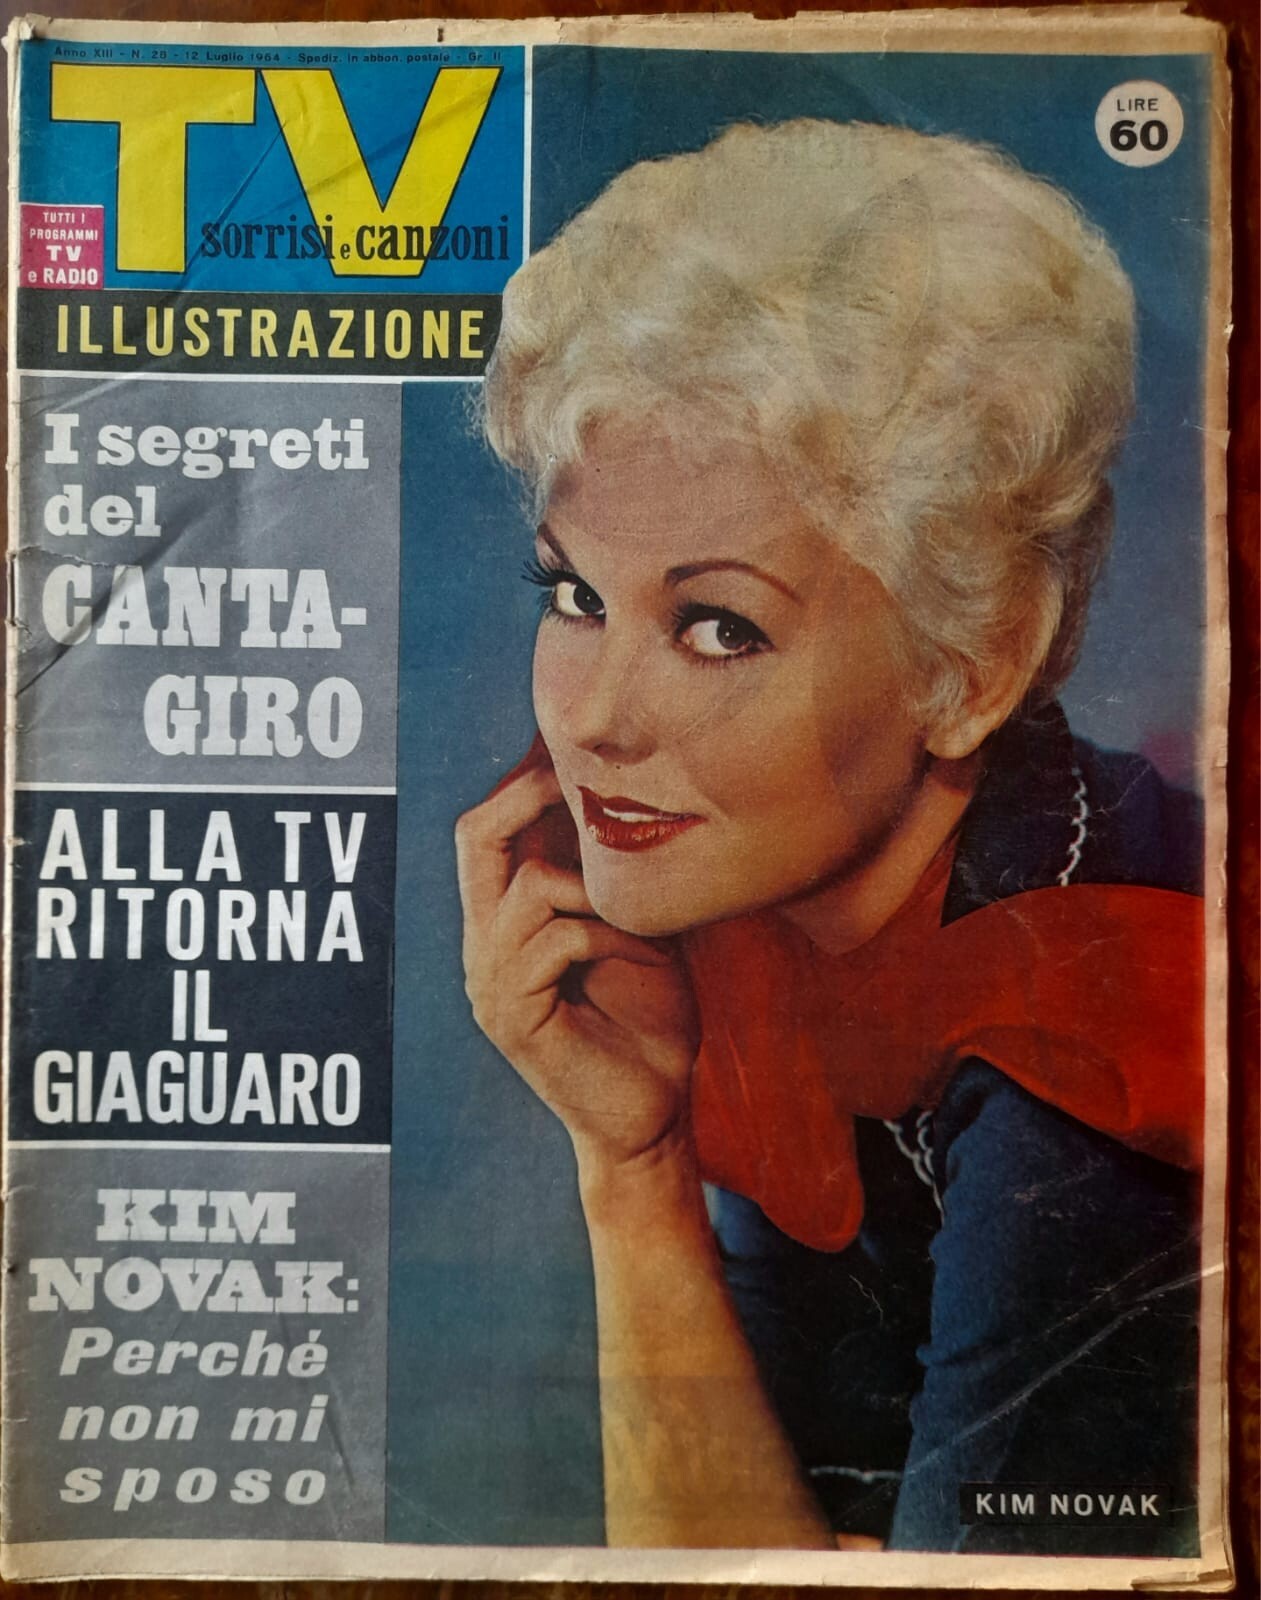 Anno XIII - N. 28 - 12 Luglio 1964 - Spediz. in abbon. postale - Gr. II
TV
sorrisi e canzoni
TUTTI I
PROGRAMMI
TV
e RADIO
ILLUSTRAZIONE
LIRE
60
I segreti
del
CANTA-
GIRO
ALLA TV
RITORNA
IL
GIAGUARO
KIM
NOVAK:
Perché
non mi
sposo
KIM NOVAK